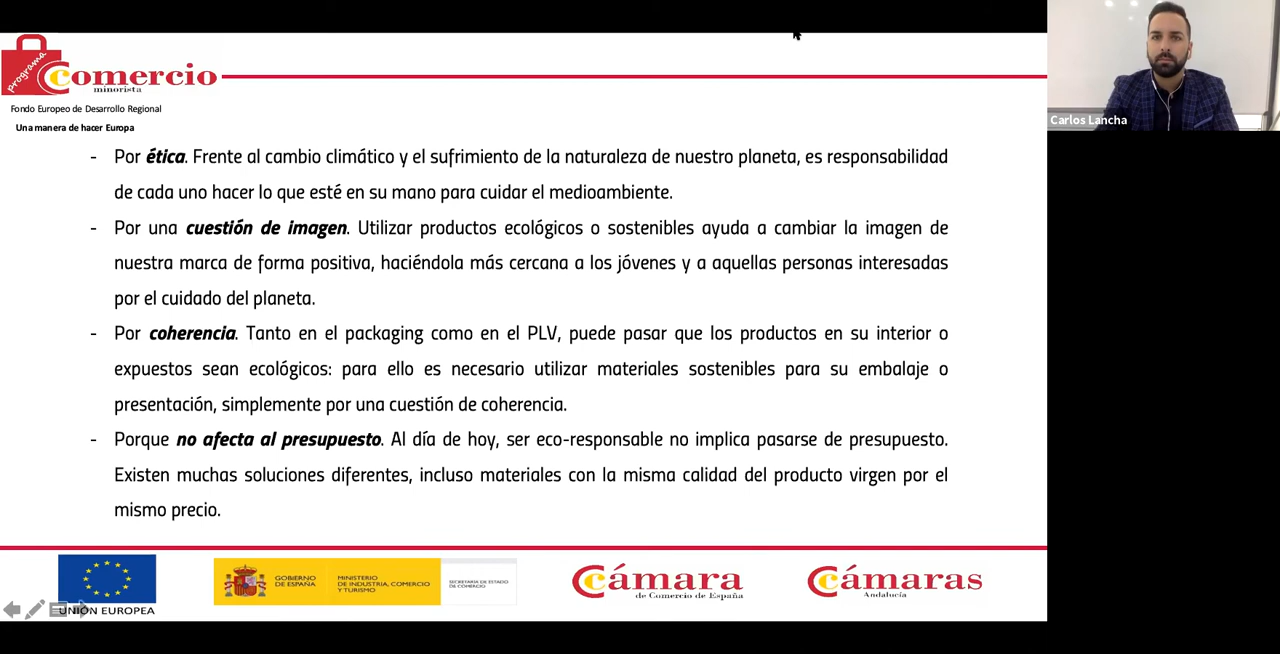 programa
comercio
minorista
Fondo Europeo de Desarrollo Regional
Una manera de hacer Europa
Carlos Lancha
- Por ética. Frente al cambio climático y el sufrimiento de la naturaleza de nuestro planeta, es responsabilidad
de cada uno hacer lo que esté en su mano para cuidar el medioambiente.
- Por una cuestión de imagen. Utilizar productos ecológicos o sostenibles ayuda a cambiar la imagen de
nuestra marca de forma positiva, haciéndola más cercana a los jóvenes y a aquellas personas interesadas
por el cuidado del planeta.
- Por coherencia. Tanto en el packaging como en el PLV, puede pasar que los productos en su interior o
expuestos sean ecológicos: para ello es necesario utilizar materiales sostenibles para su embalaje o
presentación, simplemente por una cuestión de coherencia.
- Porque no afecta al presupuesto. Al día de hoy, ser eco-responsable no implica pasarse de presupuesto.
Existen muchas soluciones diferentes, incluso materiales con la misma calidad del producto virgen por el
mismo precio.
UNIÓN EUROPEA
GOBIERNO
DE ESPAÑA
MINISTERIO
DE INDUSTRIA, COMERCIO
Y TURISMO
SECRETARÍA DE ESTADO
DE COMERCIO
Cámara
de Comercio de España
Cámaras
Andalucía